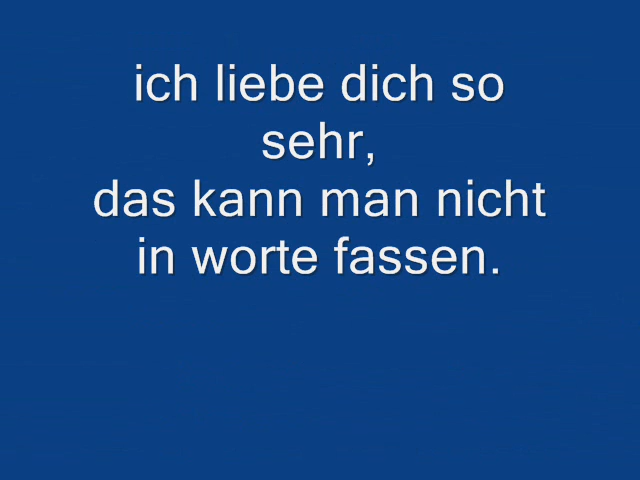 ich liebe dich so
sehr,
das kann man nicht
in worte fassen.